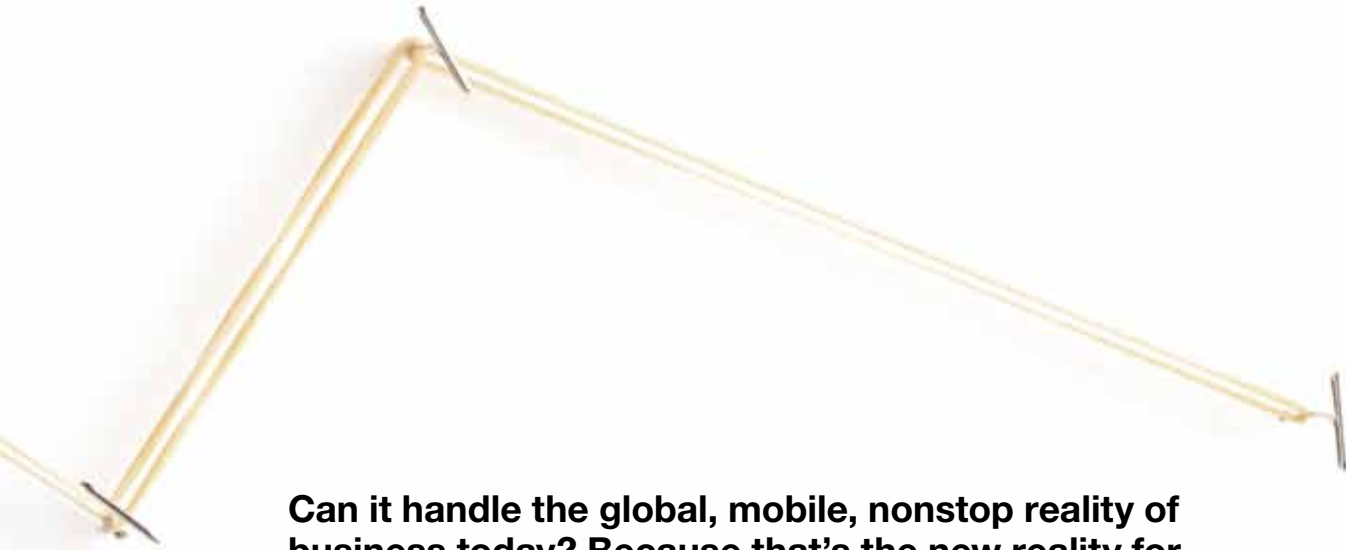 Can it handle the global, mobile, nonstop reality of
business today? Because that's the new reality for